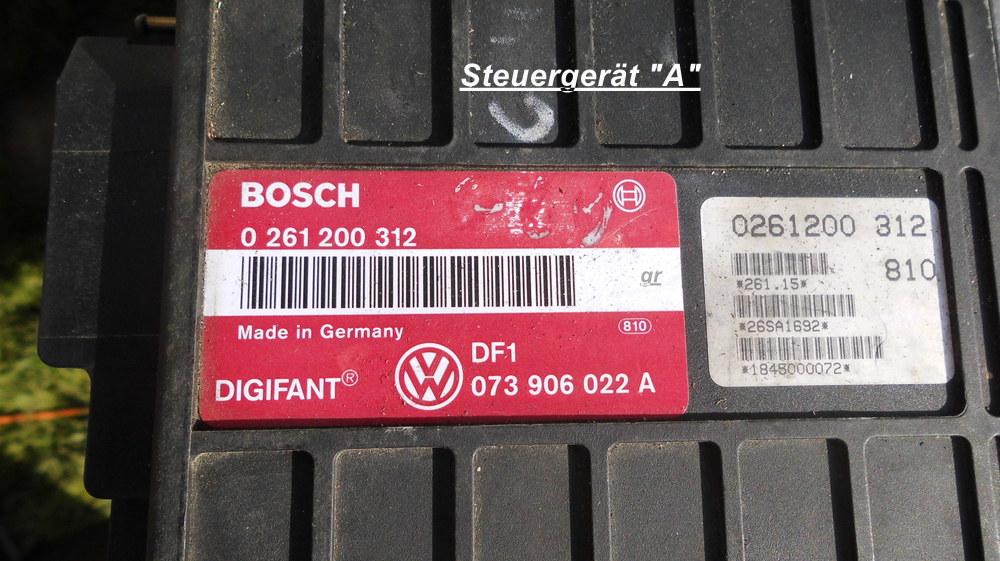 Steuergerät "A"
BOSCH
0 261 200 312
gr
Made in Germany
810
DIGIFANT®
DF1
073 906 022 A
0261200 312
810
*261.15*
*26SA1692*
*1845000072*